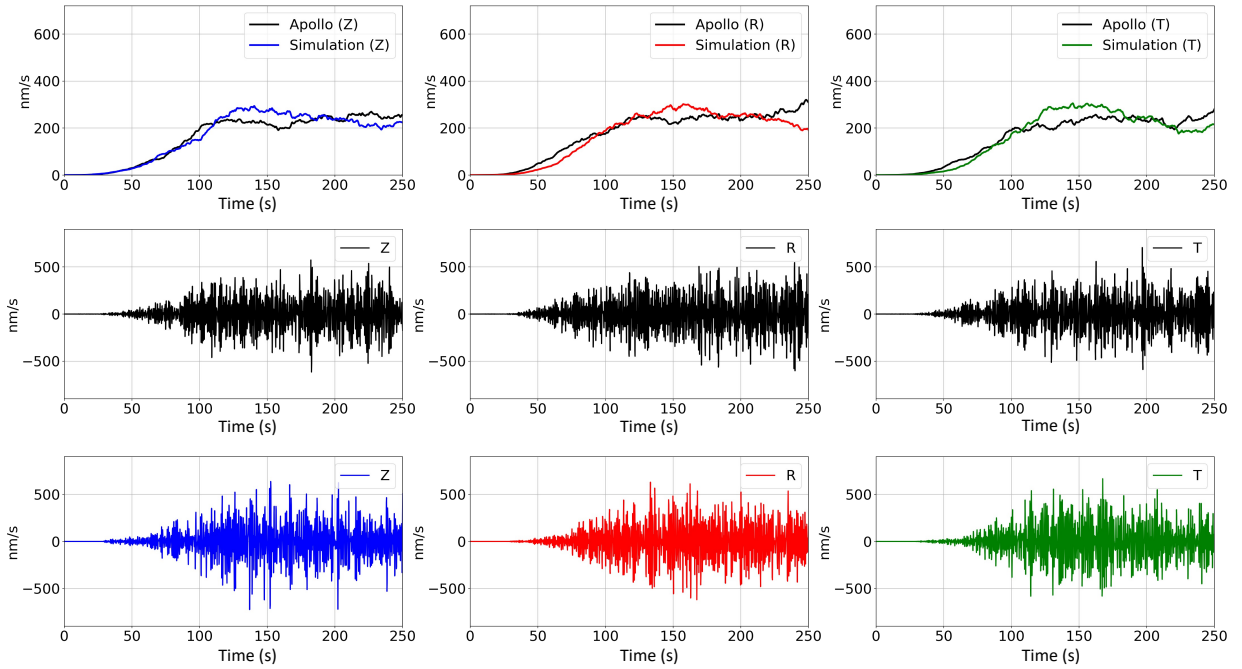 Apollo (Z)
Simulation (Z)
nm/s
600
400
200
0
0 50 100 150 200 250
Time (s)
Apollo (R)
Simulation (R)
nm/s
600
400
200
0
0 50 100 150 200 250
Time (s)
Apollo (T)
Simulation (T)
nm/s
600
400
200
0
0 50 100 150 200 250
Time (s)
Z
nm/s
500
0
−500
0 50 100 150 200 250
Time (s)
R
nm/s
500
0
−500
0 50 100 150 200 250
Time (s)
T
nm/s
500
0
−500
0 50 100 150 200 250
Time (s)
Z
nm/s
500
0
−500
0 50 100 150 200 250
Time (s)
R
nm/s
500
0
−500
0 50 100 150 200 250
Time (s)
T
nm/s
500
0
−500
0 50 100 150 200 250
Time (s)